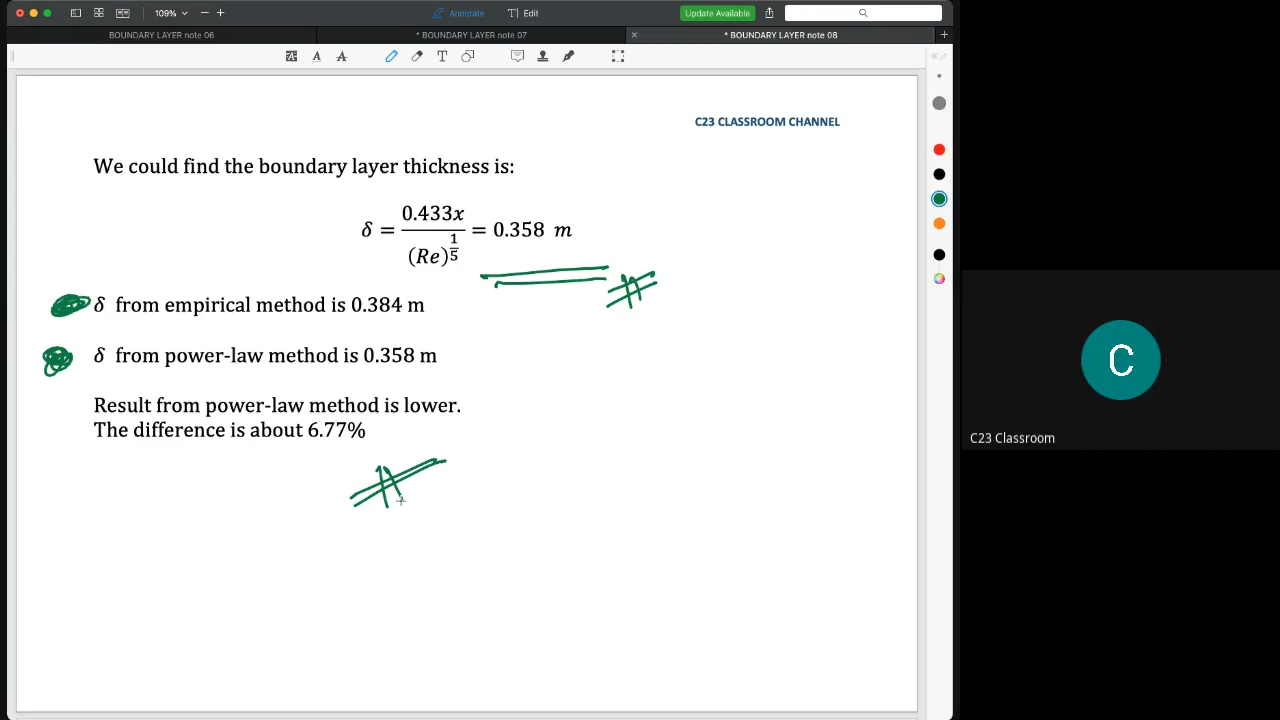 109%
Annotate
Edit
Update Available
BOUNDARY LAYER note 06
* BOUNDARY LAYER note 07
* BOUNDARY LAYER note 08
C23 CLASSROOM CHANNEL
We could find the boundary layer thickness is:
δ = 0.433x / (Re)^(1/5) = 0.358 m
δ from empirical method is 0.384 m
δ from power-law method is 0.358 m
Result from power-law method is lower.
The difference is about 6.77%
C
C23 Classroom